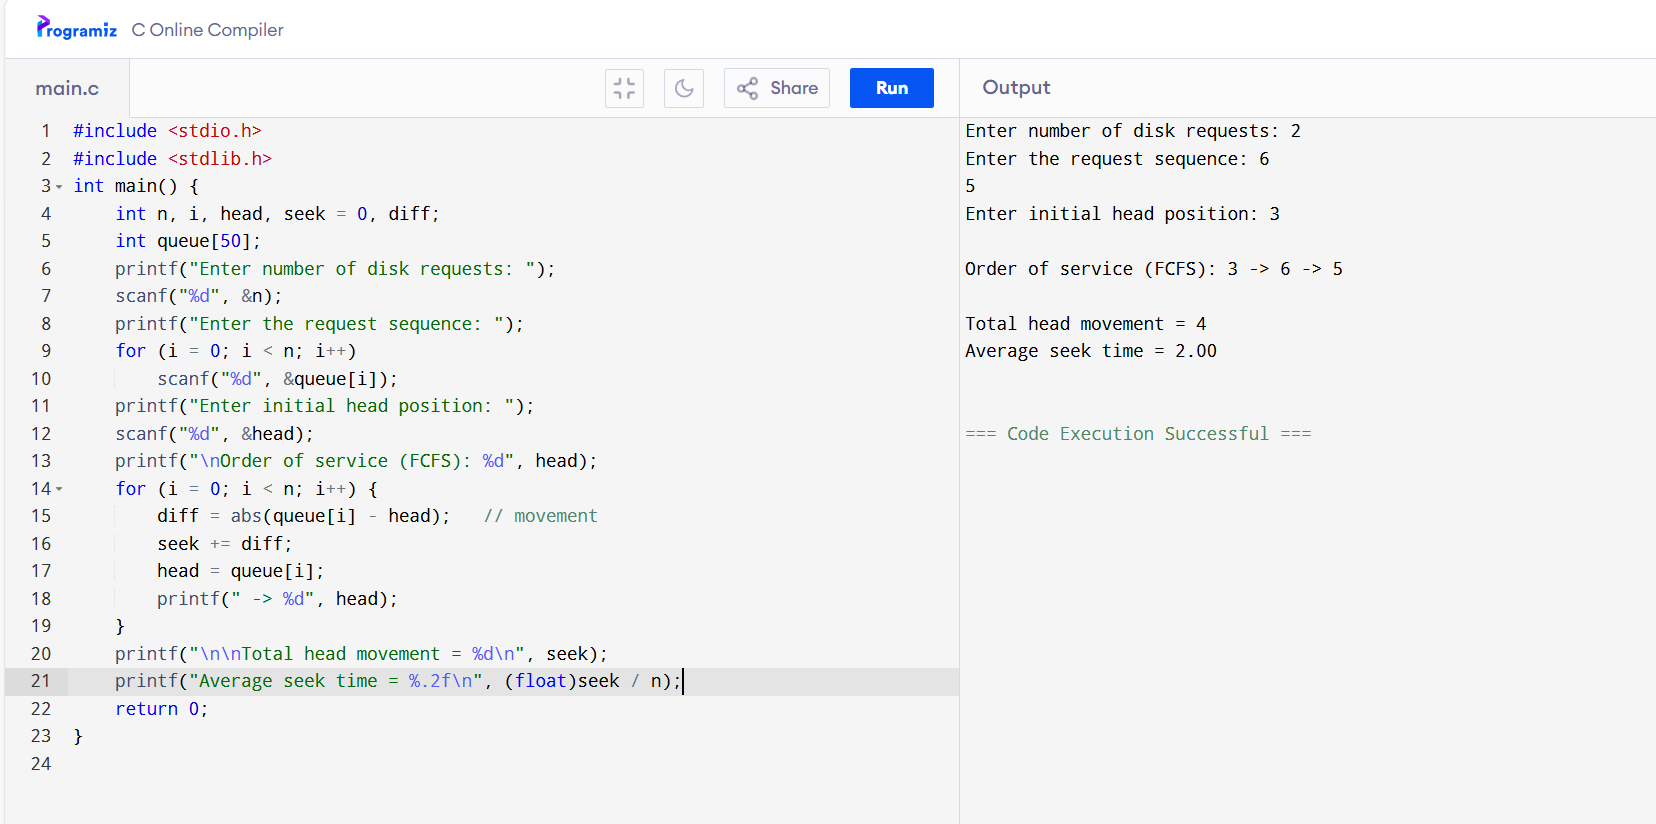 Programiz C Online Compiler
main.c
Share
Run
Output
1 #include <stdio.h>
2 #include <stdlib.h>
3 int main() {
4     int n, i, head, seek = 0, diff;
5     int queue[50];
6     printf("Enter number of disk requests: ");
7     scanf("%d", &n);
8     printf("Enter the request sequence: ");
9     for (i = 0; i < n; i++)
10         scanf("%d", &queue[i]);
11     printf("Enter initial head position: ");
12     scanf("%d", &head);
13     printf("\nOrder of service (FCFS): %d", head);
14     for (i = 0; i < n; i++) {
15         diff = abs(queue[i] - head);   // movement
16         seek += diff;
17         head = queue[i];
18         printf(" -> %d", head);
19     }
20     printf("\n\nTotal head movement = %d\n", seek);
21     printf("Average seek time = %.2f\n", (float)seek / n);
22     return 0;
23 }
24
Enter number of disk requests: 2
Enter the request sequence: 6
5
Enter initial head position: 3
Order of service (FCFS): 3 -> 6 -> 5
Total head movement = 4
Average seek time = 2.00
=== Code Execution Successful ===